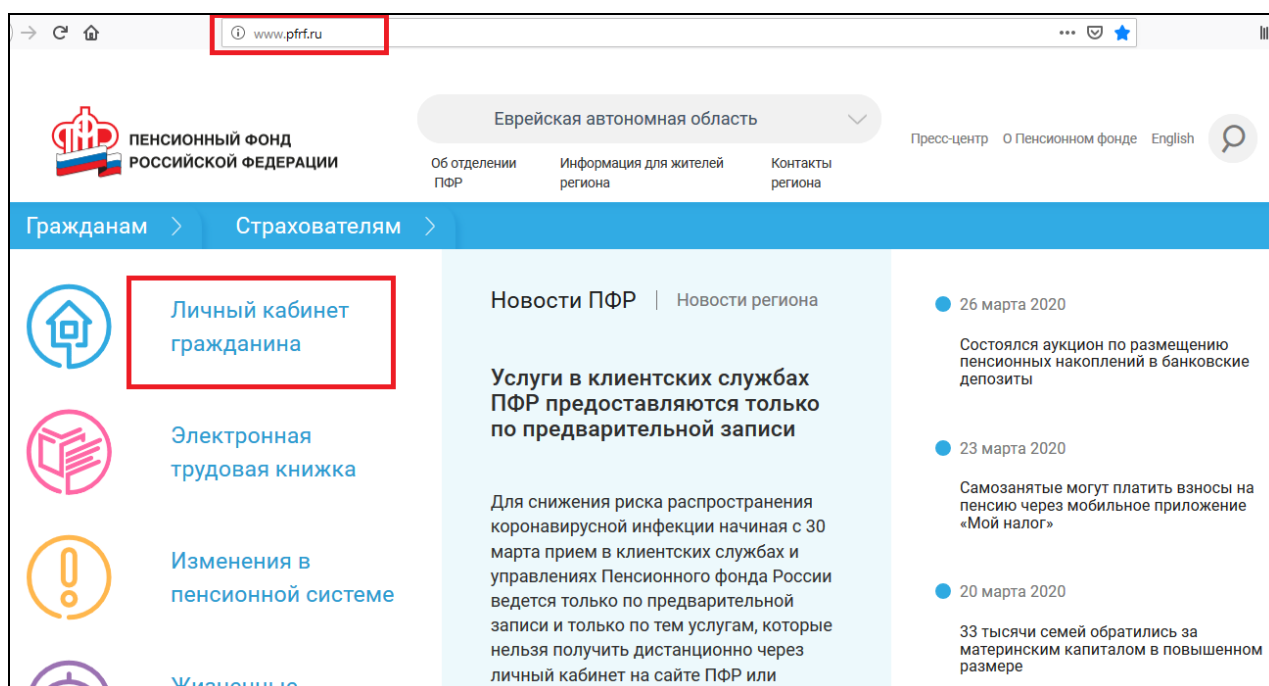 www.pfrf.ru
ПЕНСИОННЫЙ ФОНД
РОССИЙСКОЙ ФЕДЕРАЦИИ
Еврейская автономная область
Об отделении
ПФР
Информация для жителей
региона
Контакты
региона
Пресс-центр О Пенсионном фонде English
Гражданам Страхователям
Личный кабинет
гражданина
Электронная
трудовая книжка
Изменения в
пенсионной системе
Жизненные
Новости ПФР | Новости региона
Услуги в клиентских службах
ПФР предоставляются только
по предварительной записи
Для снижения риска распространения
коронавирусной инфекции начиная с 30
марта прием в клиентских службах и
управлениях Пенсионного фонда России
ведется только по предварительной
записи и только по тем услугам, которые
нельзя получить дистанционно через
личный кабинет на сайте ПФР или
26 марта 2020
Состоялся аукцион по размещению
пенсионных накоплений в банковские
депозиты
23 марта 2020
Самозанятые могут платить взносы на
пенсию через мобильное приложение
«Мой налог»
20 марта 2020
33 тысячи семей обратились за
материнским капиталом в повышенном
размере